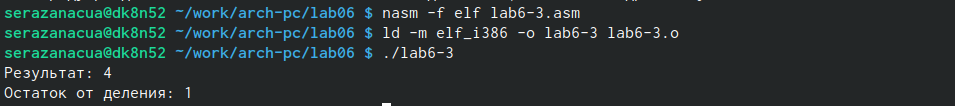 serazanacua@dk8n52 ~/work/arch-pc/lab06 $ nasm -f elf lab6-3.asm
serazanacua@dk8n52 ~/work/arch-pc/lab06 $ ld -m elf_i386 -o lab6-3 lab6-3.o
serazanacua@dk8n52 ~/work/arch-pc/lab06 $ ./lab6-3
Результат: 4
Остаток от деления: 1